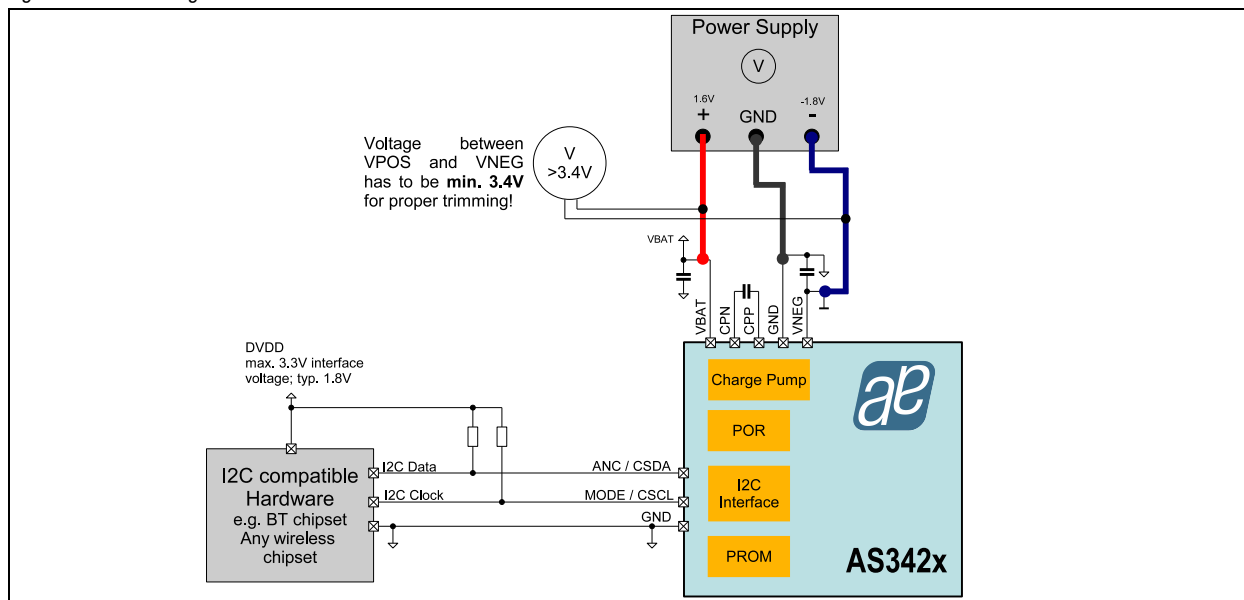 Power Supply
V
1.6V
-1.8V
+
GND
-
Voltage between
VPOS and VNEG
has to be min. 3.4V
for proper trimming!
V
>3.4V
VBAT
VBAT
CPN
CPP
GND
VNEG
DVDD
max. 3.3V interface
voltage; typ. 1.8V
Charge Pump
POR
I2C
Interface
PROM
AS342x
I2C compatible
Hardware
e.g. BT chipset
Any wireless
chipset
I2C Data
ANC / CSDA
I2C Clock
MODE / CSCL
GND